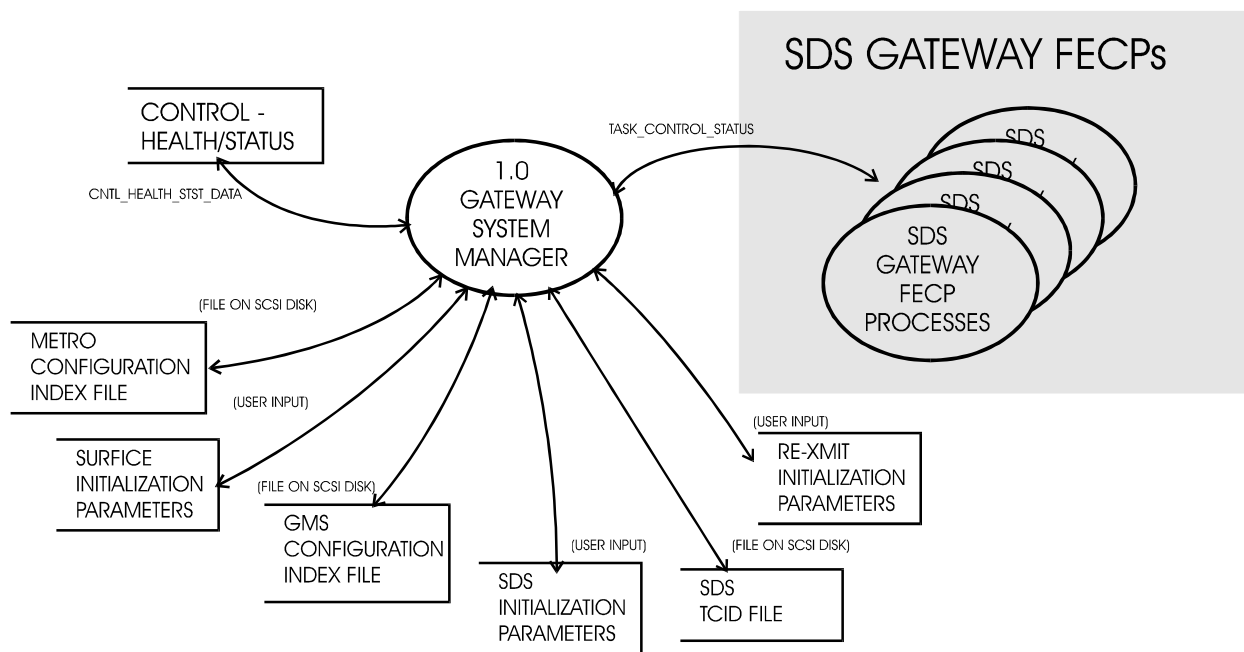 SDS GATEWAY FECPs
CONTROL -
HEALTH/STATUS
TASK_CONTROL_STATUS
CNTL_HEALTH_STST_DATA
1.0
GATEWAY
SYSTEM
MANAGER
SDS
SDS
SDS
SDS
GATEWAY
FECP
PROCESSES
(FILE ON SCSI DISK)
METRO
CONFIGURATION
INDEX FILE
(USER INPUT)
SURFICE
INITIALIZATION
PARAMETERS
(FILE ON SCSI DISK)
GMS
CONFIGURATION
INDEX FILE
(USER INPUT)
SDS
INITIALIZATION
PARAMETERS
(FILE ON SCSI DISK)
SDS
TCID FILE
(USER INPUT)
RE-XMIT
INITIALIZATION
PARAMETERS